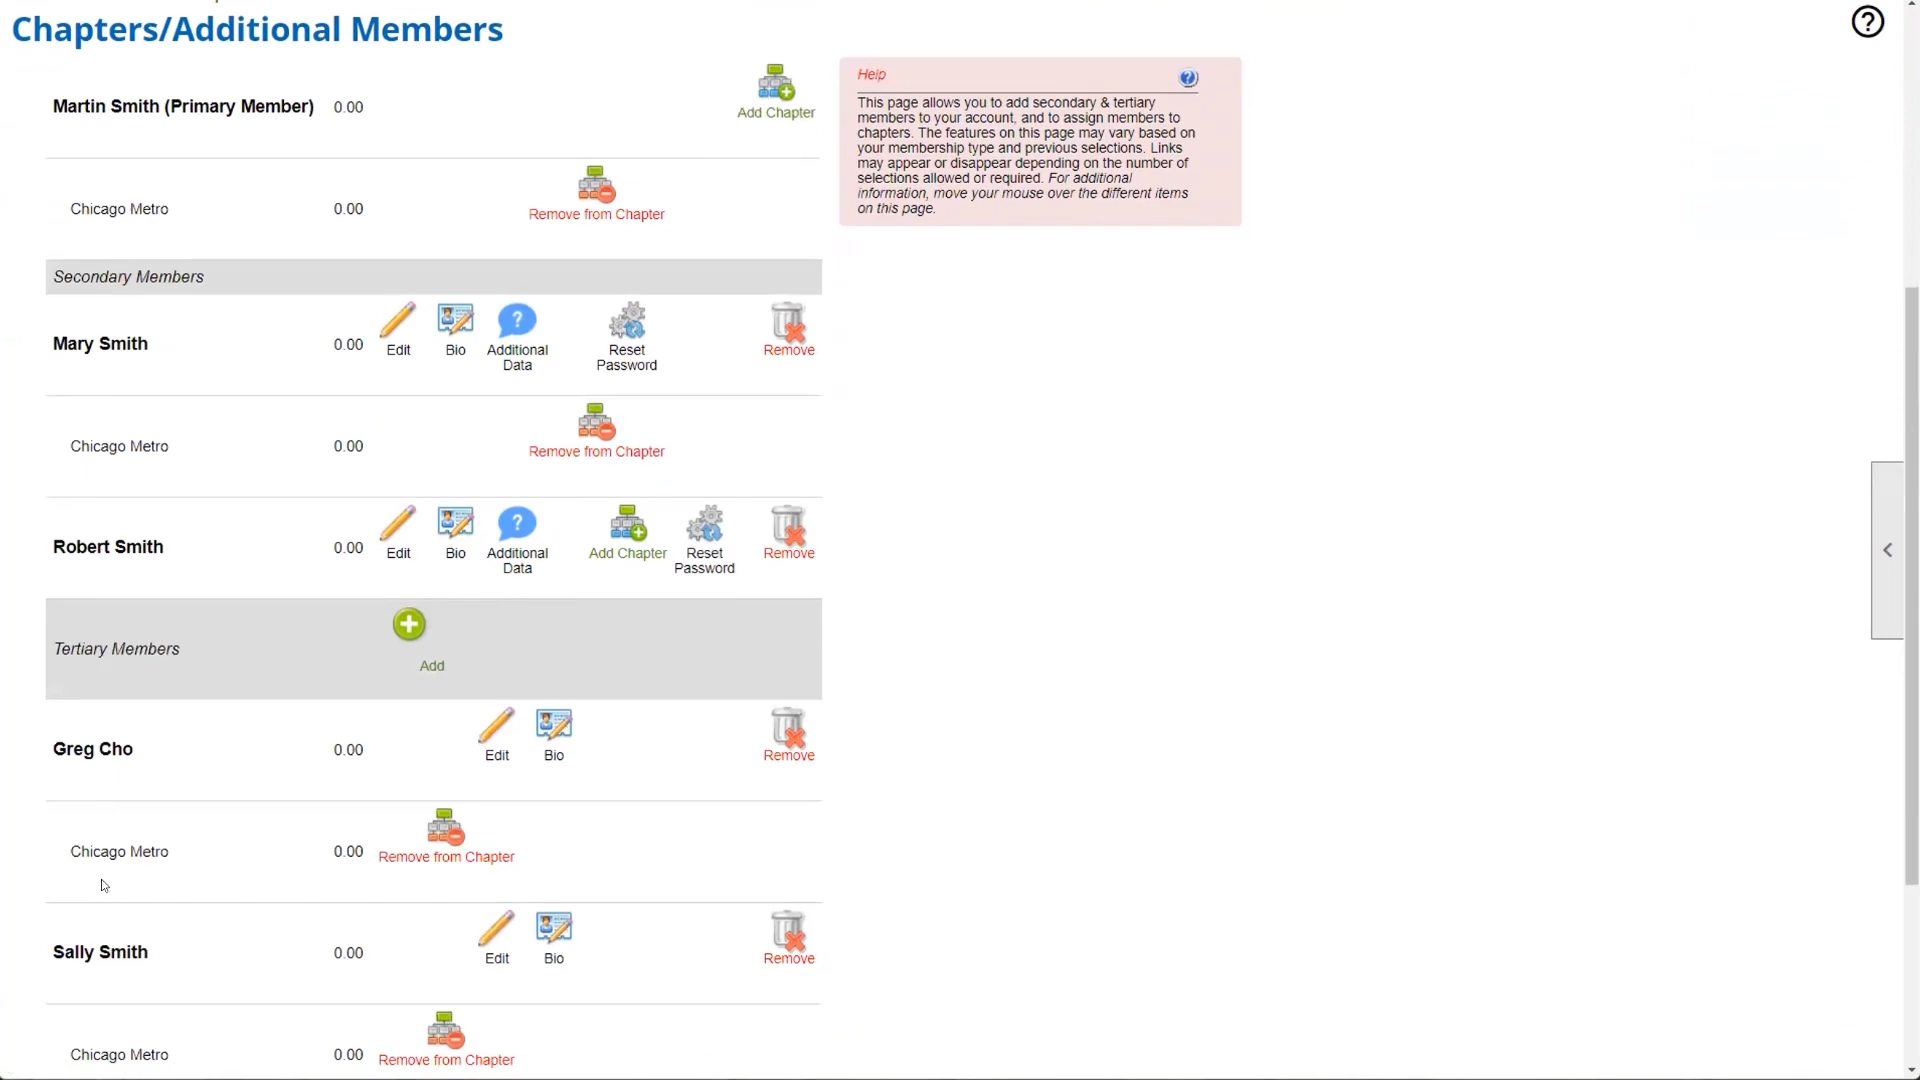 Chapters/Additional Members
Martin Smith (Primary Member) 0.00
Add Chapter
Chicago Metro 0.00
Remove from Chapter
Help
This page allows you to add secondary & tertiary
members to your account, and to assign members to
chapters. The features on this page may vary based on
your membership type and previous selections. Links
may appear or disappear depending on the number of
selections allowed or required. For additional
information, move your mouse over the different items
on this page.
Secondary Members
Mary Smith 0.00
Edit Bio Additional Data Reset Password Remove
Chicago Metro 0.00
Remove from Chapter
Robert Smith 0.00
Edit Bio Additional Data Add Chapter Reset Password Remove
Tertiary Members
Add
Greg Cho 0.00
Edit Bio Remove
Chicago Metro 0.00
Remove from Chapter
Sally Smith 0.00
Edit Bio Remove
Chicago Metro 0.00
Remove from Chapter